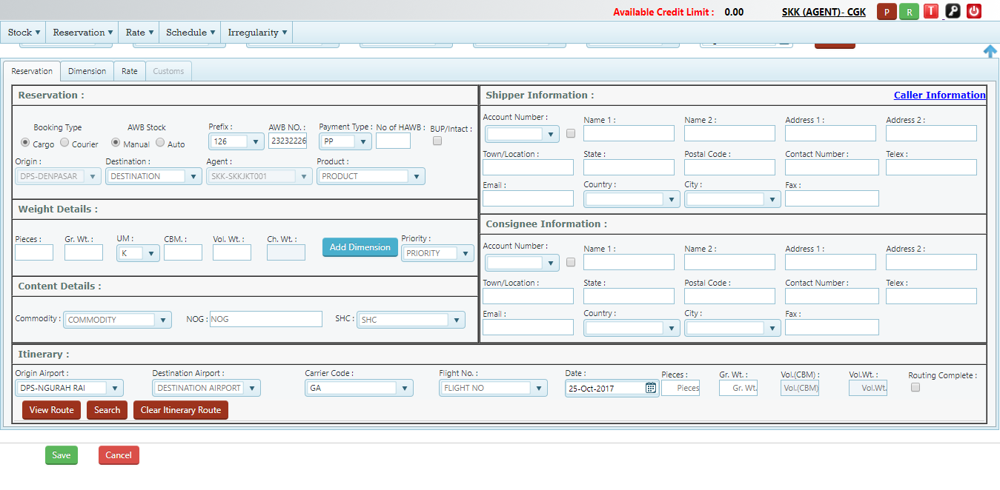 Available Credit Limit : 0.00 SKK (AGENT)- CGK P R T
Stock Reservation Rate Schedule Irregularity
Reservation Dimension Rate Customs
Reservation :
Booking Type AWB Stock Prefix : AWB NO. : Payment Type : No of HAWB : BUP/Intact :
Cargo Courier Manual Auto 126 23232226 PP
Origin : Destination : Agent : Product :
DPS-DENPASAR DESTINATION SKK-SKKJKT001 PRODUCT
Weight Details :
Pieces : Gr. Wt. : UM : CBM. : Vol. Wt. : Ch. Wt. : Priority :
K Add Dimension PRIORITY
Content Details :
Commodity : COMMODITY NOG : NOG SHC : SHC
Shipper Information : Caller Information
Account Number : Name 1 : Name 2 : Address 1 : Address 2 :
Town/Location : State : Postal Code : Contact Number : Telex :
Email : Country : City : Fax :
Consignee Information :
Account Number : Name 1 : Name 2 : Address 1 : Address 2 :
Town/Location : State : Postal Code : Contact Number : Telex :
Email : Country : City : Fax :
Itinerary :
Origin Airport : Destination Airport : Carrier Code : Flight No. : Date : Pieces : Gr. Wt. : Vol.(CBM) : Vol.Wt. : Routing Complete :
DPS-NGURAH RAI DESTINATION AIRPORT GA FLIGHT NO 25-Oct-2017 Pieces Gr. Wt. Vol.(CBM) Vol.Wt.
View Route Search Clear Itinerary Route
Save Cancel